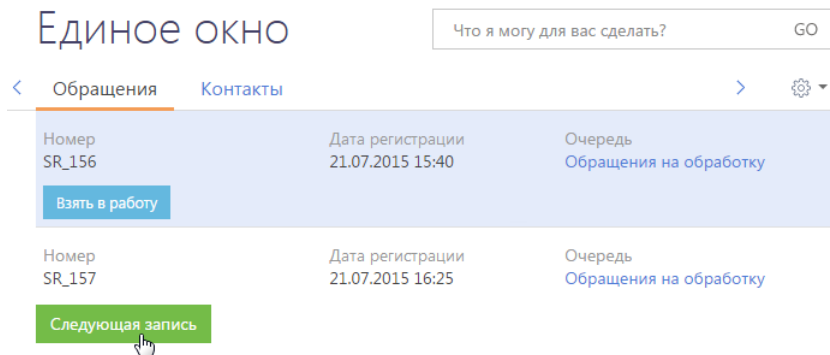 Единое окно
Что я могу для вас сделать? GO
Обращения Контакты
Номер Дата регистрации Очередь
SR_156 21.07.2015 15:40 Обращения на обработку
Взять в работу
Номер Дата регистрации Очередь
SR_157 21.07.2015 16:25 Обращения на обработку
Следующая запись